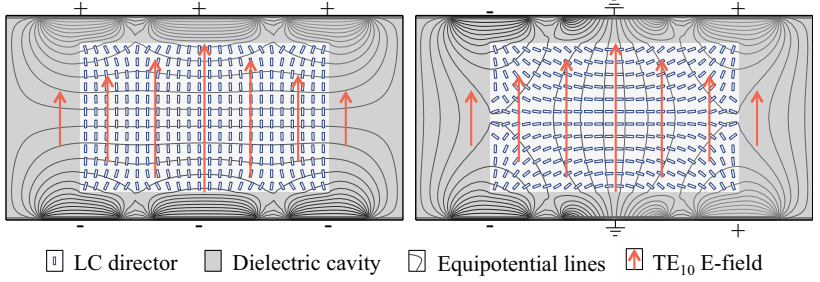 + + + - +
- - - - +
LC director Dielectric cavity Equipotential lines TE₁₀ E-field